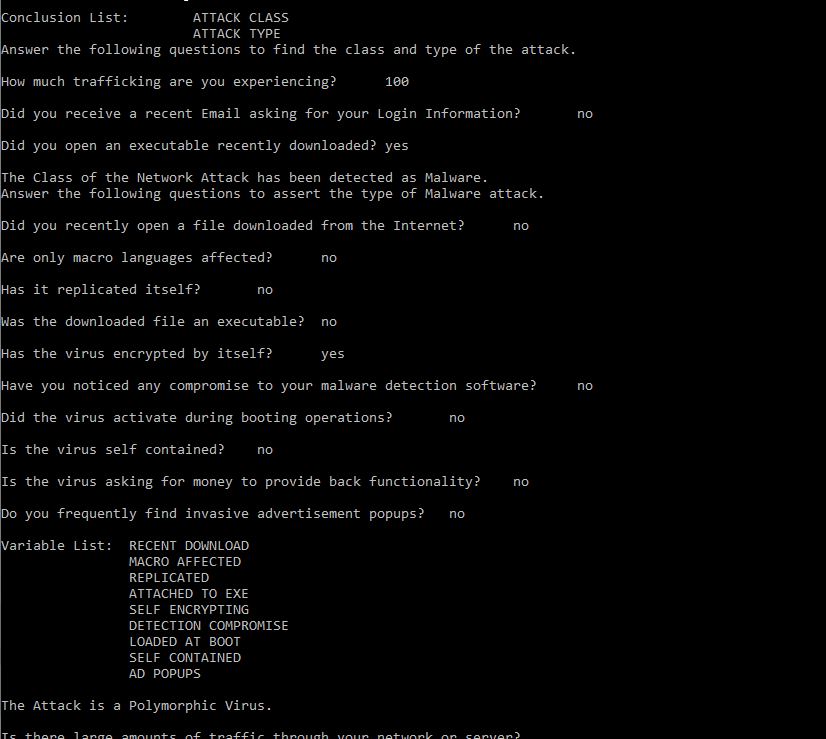 Conclusion List: ATTACK CLASS
ATTACK TYPE
Answer the following questions to find the class and type of the attack.
How much trafficking are you experiencing? 100
Did you receive a recent Email asking for your Login Information? no
Did you open an executable recently downloaded? yes
The Class of the Network Attack has been detected as Malware.
Answer the following questions to assert the type of Malware attack.
Did you recently open a file downloaded from the Internet? no
Are only macro languages affected? no
Has it replicated itself? no
Was the downloaded file an executable? no
Has the virus encrypted by itself? yes
Have you noticed any compromise to your malware detection software? no
Did the virus activate during booting operations? no
Is the virus self contained? no
Is the virus asking for money to provide back functionality? no
Do you frequently find invasive advertisement popups? no
Variable List: RECENT DOWNLOAD
MACRO AFFECTED
REPLICATED
ATTACHED TO EXE
SELF ENCRYPTING
DETECTION COMPROMISE
LOADED AT BOOT
SELF CONTAINED
AD POPUPS
The Attack is a Polymorphic Virus.
Is there large amounts of traffic through your network or server?